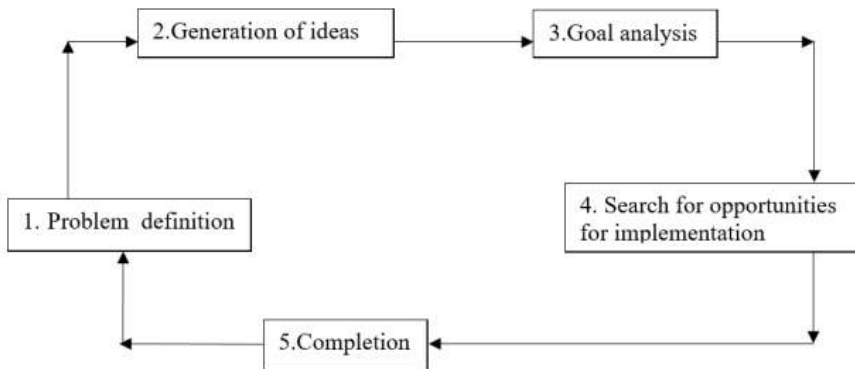 2.Generation of ideas
3.Goal analysis
1. Problem definition
4. Search for opportunities
for implementation
5.Completion